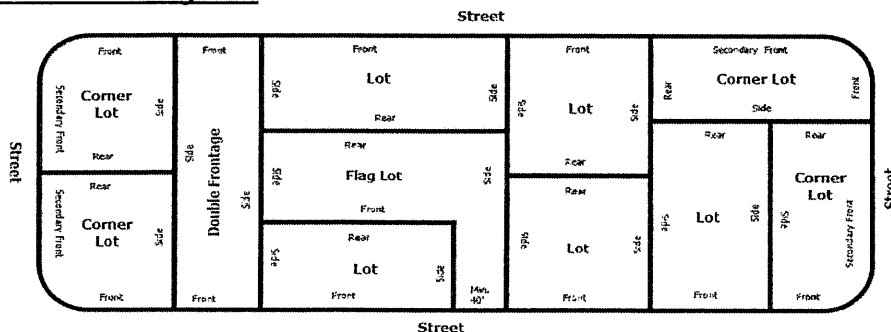 Street
Front
Secondary Front
Corner
Lot
Side
Rear
Rear
Secondary Front
Corner
Lot
Side
Front
Street
Front
Side
Double Frontage
Side
Front
Front
Side
Lot
Side
Rear
Rear
Side
Flag Lot
Side
Front
Rear
Side
Lot
Side
Front
Min.
40'
Front
Side
Lot
Side
Rear
Rear
Side
Lot
Side
Front
Secondary Front
Rear
Corner Lot
Front
Side
Rear
Side
Lot
Side
Front
Rear
Corner
Lot
Side
Secondary Front
Front
Street
Street